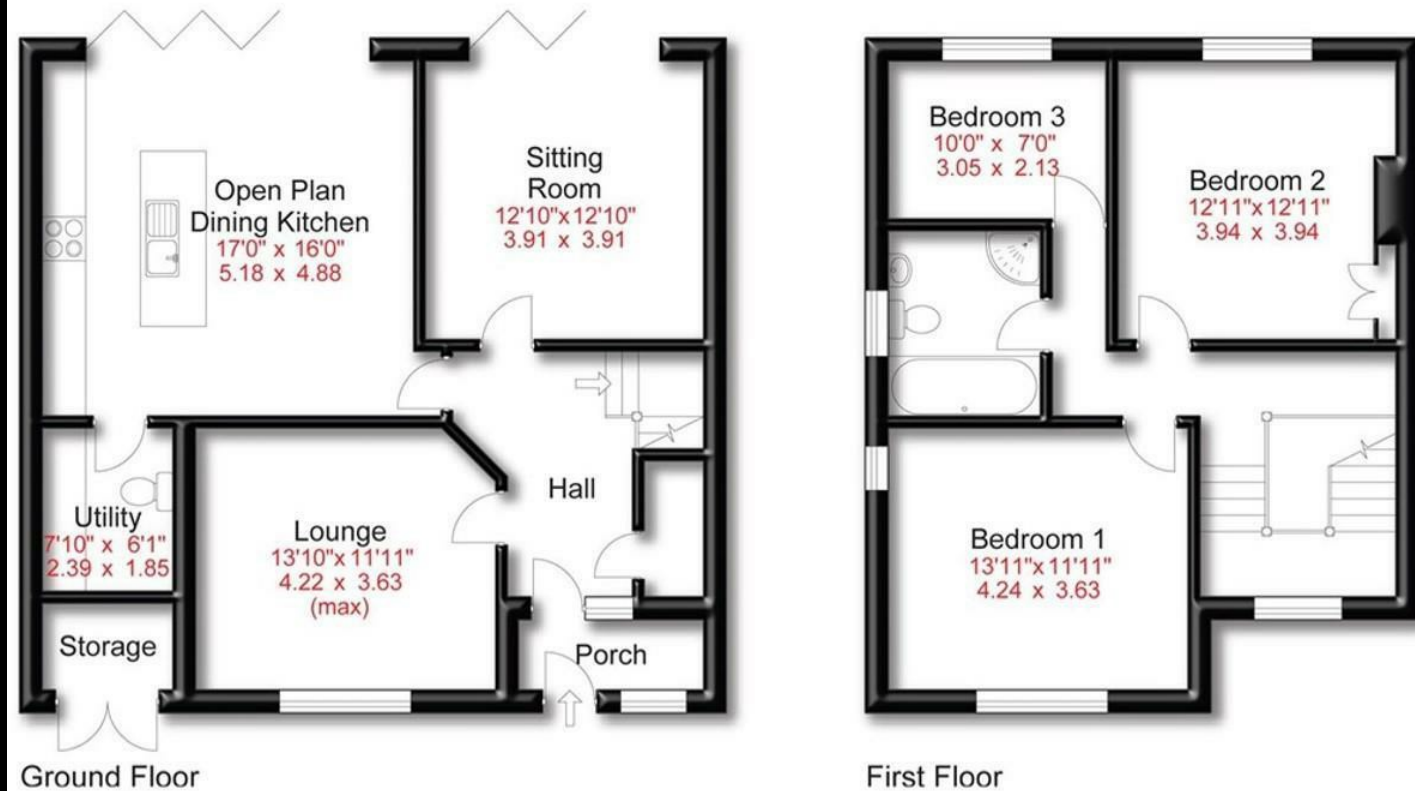 Open Plan
Dining Kitchen
17'0" x 16'0"
5.18 x 4.88
Sitting
Room
12'10"x12'10"
3.91 x 3.91
Utility
7'10" x 6'1"
2.39 x 1.85
Lounge
13'10"x 11'11"
4.22 x 3.63
(max)
Hall
Storage
Porch
Ground Floor
Bedroom 3
10'0" x 7'0"
3.05 x 2.13
Bedroom 2
12'11"x12'11"
3.94 x 3.94
Bedroom 1
13'11"x 11'11"
4.24 x 3.63
First Floor